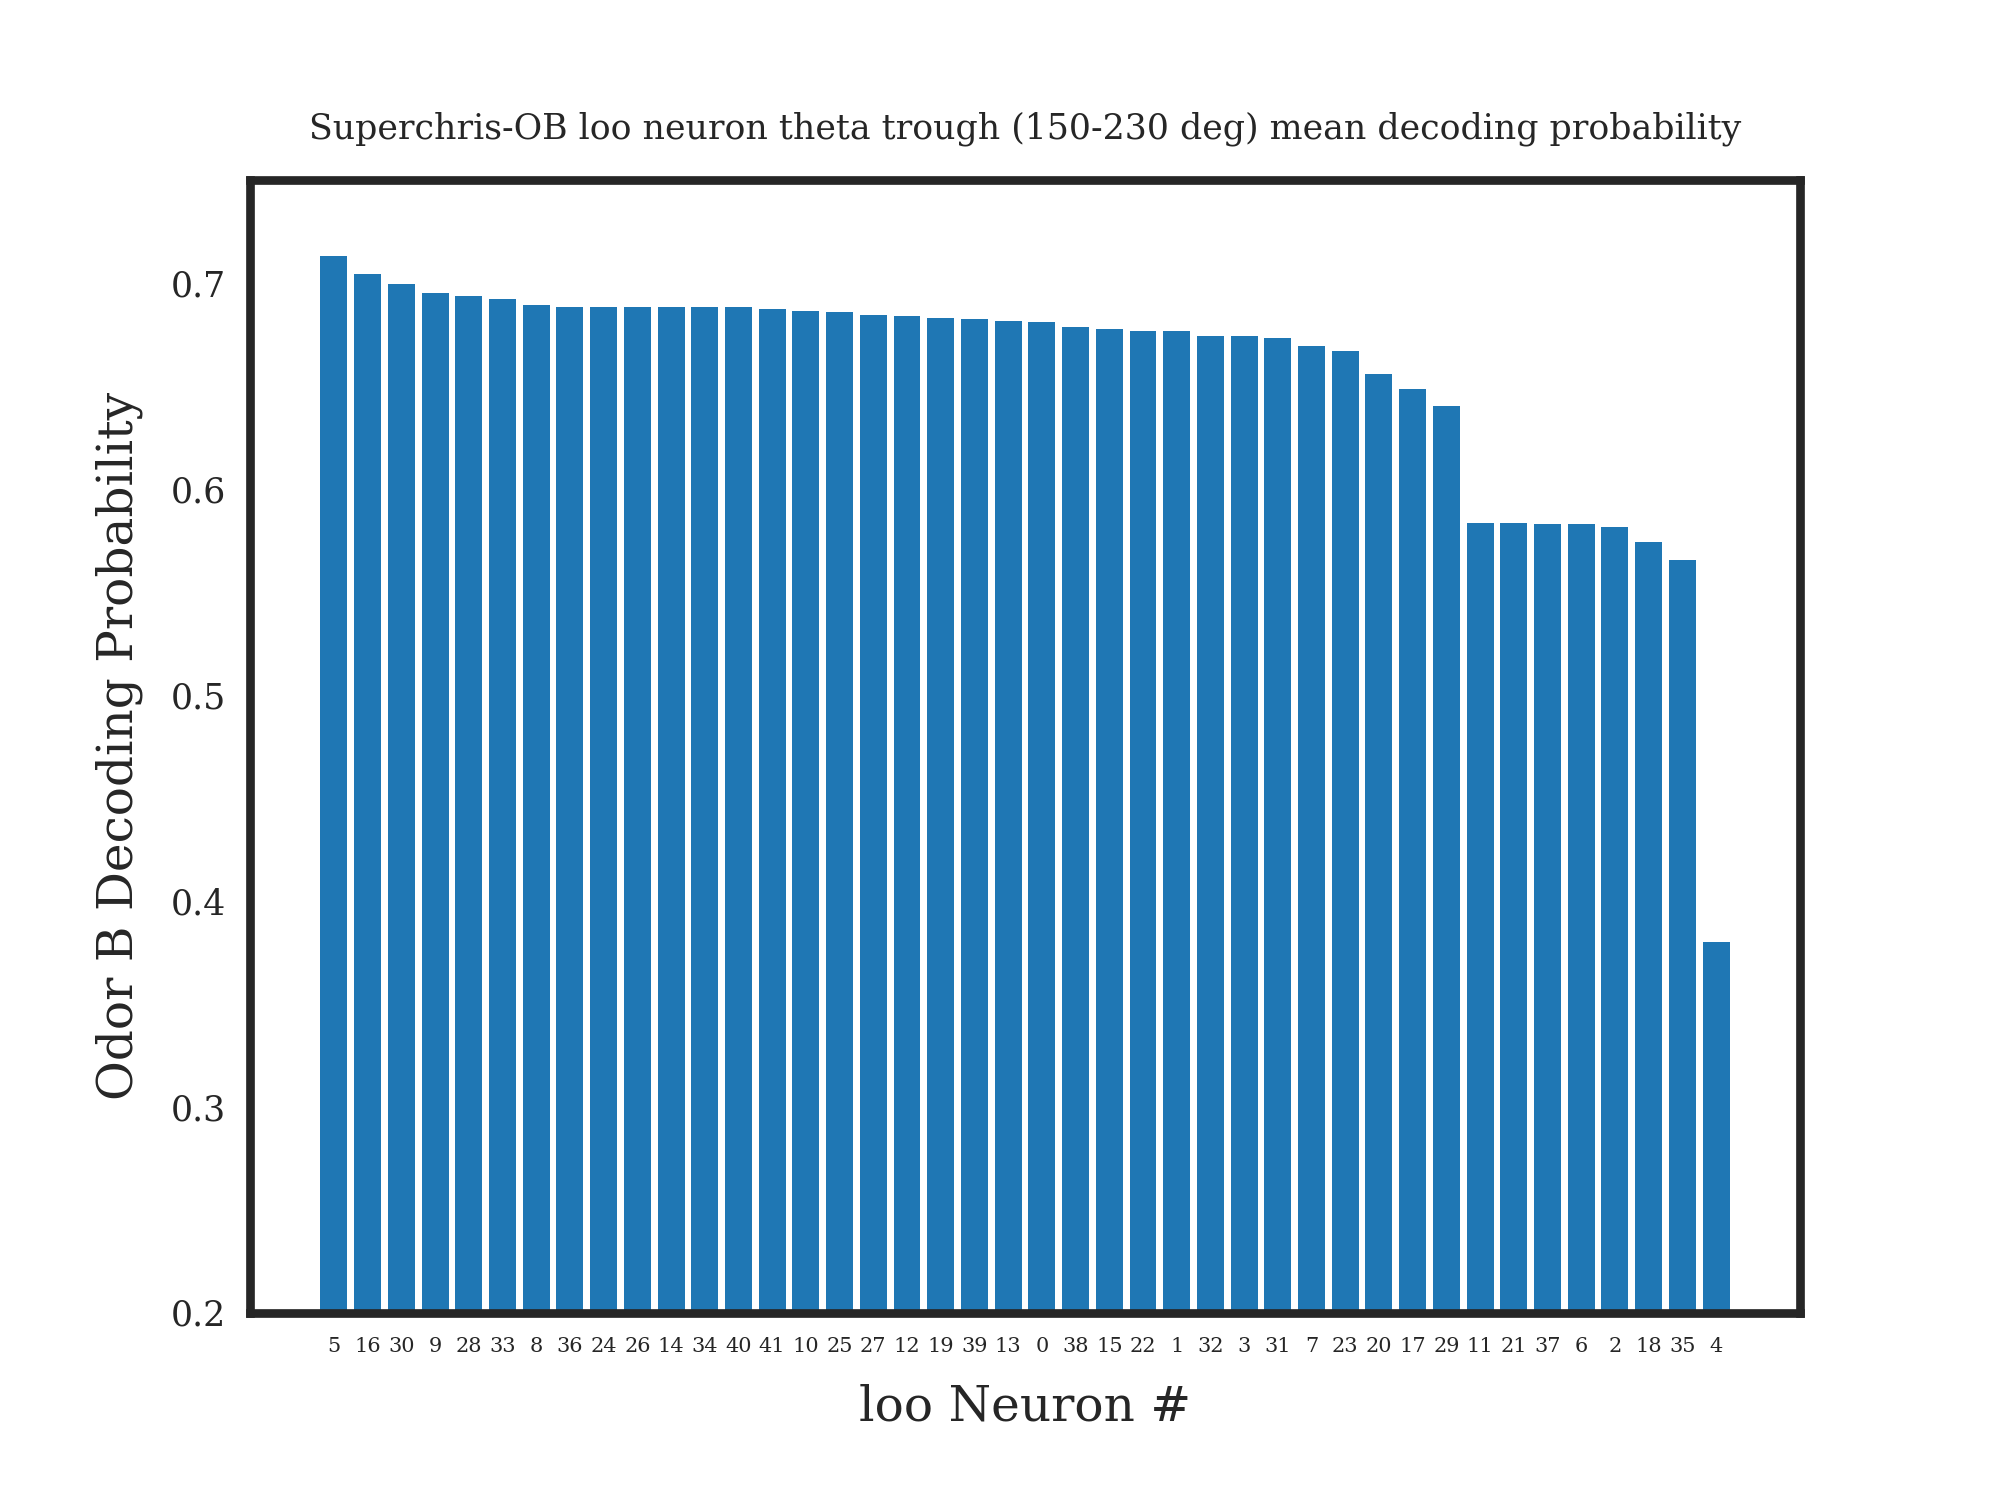 Superchris-OB loo neuron theta trough (150-230 deg) mean decoding probability
Odor B Decoding Probability
0.7
0.6
0.5
0.4
0.3
0.2
5 16 30 9 28 33 8 36 24 26 14 34 40 41 10 25 27 12 19 39 13 0 38 15 22 1 32 3 31 7 23 20 17 29 11 21 37 6 2 18 35 4
loo Neuron #